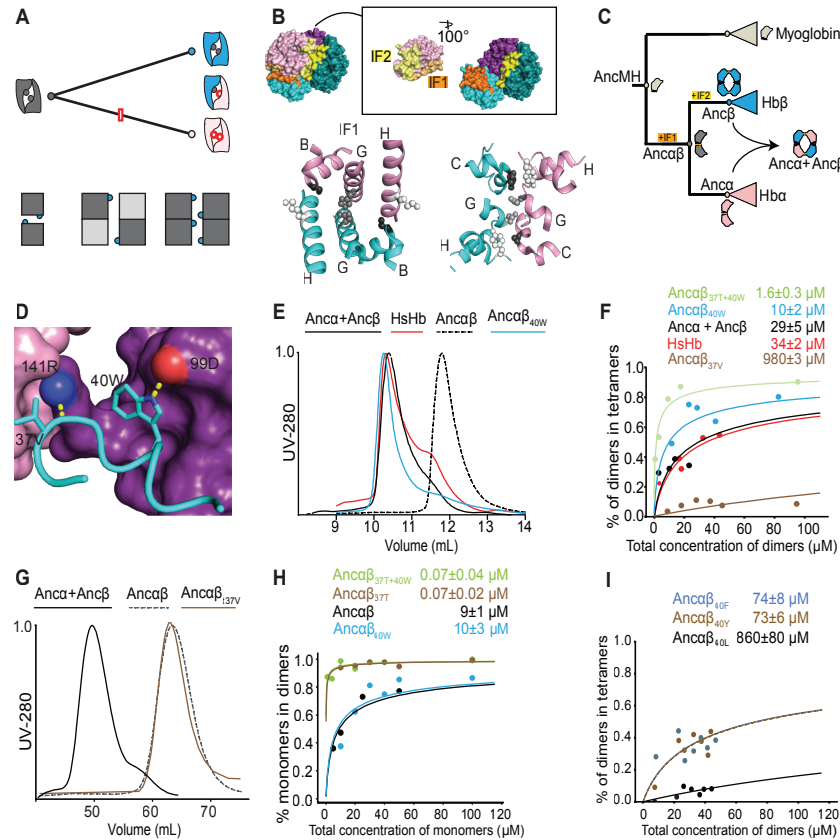 A
B
100°
IF2
IF1
IF1
B
G
H
H
G
B
C
H
G
H
C
C
Myoglobin
AncMH
+IF2
Hbβ
Ancβ
+IF1
Ancαβ
Ancα+Ancβ
Ancα
Hbα
D
141R
40W
99D
37V
E
Ancα+Ancβ HsHb Ancαβ Ancαβ40W
1.0
UV-280
9 10 11 12 13 14
Volume (mL)
F
Ancαβ37T+40W 1.6±0.3 µM
Ancαβ40W 10±2 µM
Ancα + Ancβ 29±5 µM
HsHb 34±2 µM
Ancαβ37V 980±3 µM
% of dimers in tetramers
1.0
0.8
0.6
0.4
0.2
0.0
0 20 40 60 80 100
Total concentration of dimers (µM)
G
Ancα+Ancβ Ancαβ Ancαβ137V
1.0
UV-280
50 60 70
Volume (mL)
H
Ancαβ37T+40W 0.07±0.04 µM
Ancαβ37T 0.07±0.02 µM
Ancαβ 9±1 µM
Ancαβ40W 10±3 µM
% monomers in dimers
1.0
0.8
0.6
0.4
0.2
0.0
0 20 40 60 80 100
Total concentration of monomers (µM)
I
Ancαβ40F 74±8 µM
Ancαβ40Y 73±6 µM
Ancαβ40L 860±80 µM
% of dimers in tetramers
1.0
0.8
0.6
0.4
0.2
0.0
0 20 40 60 80 100
Total concentration of dimers (µM)